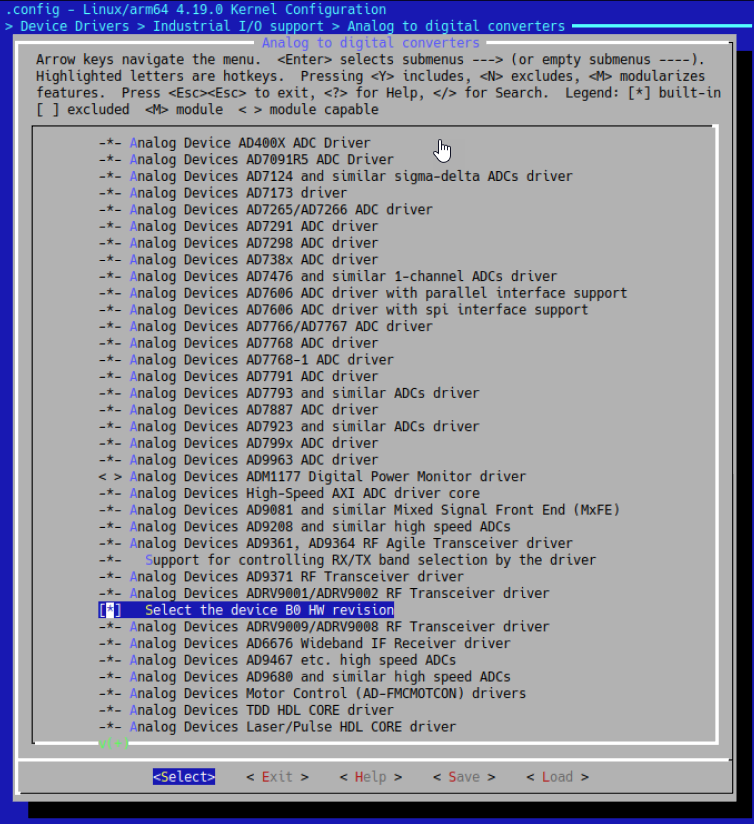 .config - Linux/arm64 4.19.0 Kernel Configuration
> Device Drivers > Industrial I/O support > Analog to digital converters
Analog to digital converters
Arrow keys navigate the menu. <Enter> selects submenus ---> (or empty submenus ----).
Highlighted letters are hotkeys. Pressing <Y> includes, <N> excludes, <M> modularizes
features. Press <Esc><Esc> to exit, <?> for Help, </> for Search. Legend: [*] built-in
[ ] excluded <M> module < > module capable
-*- Analog Device AD400X ADC Driver
-*- Analog Devices AD7091R5 ADC Driver
-*- Analog Devices AD7124 and similar sigma-delta ADCs driver
-*- Analog Devices AD7173 driver
-*- Analog Devices AD7265/AD7266 ADC driver
-*- Analog Devices AD7291 ADC driver
-*- Analog Devices AD7298 ADC driver
-*- Analog Devices AD738x ADC driver
-*- Analog Devices AD7476 and similar 1-channel ADCs driver
-*- Analog Devices AD7606 ADC driver with parallel interface support
-*- Analog Devices AD7606 ADC driver with spi interface support
-*- Analog Devices AD7766/AD7767 ADC driver
-*- Analog Devices AD7768 ADC driver
-*- Analog Devices AD7768-1 ADC driver
-*- Analog Devices AD7791 ADC driver
-*- Analog Devices AD7793 and similar ADCs driver
-*- Analog Devices AD7887 ADC driver
-*- Analog Devices AD7923 and similar ADCs driver
-*- Analog Devices AD799x ADC driver
-*- Analog Devices AD9963 ADC driver
< > Analog Devices ADM1177 Digital Power Monitor driver
-*- Analog Devices High-Speed AXI ADC driver core
-*- Analog Devices AD9081 and similar Mixed Signal Front End (MxFE)
-*- Analog Devices AD9208 and similar high speed ADCs
-*- Analog Devices AD9361, AD9364 RF Agile Transceiver driver
-*- Support for controlling RX/TX band selection by the driver
-*- Analog Devices AD9371 RF Transceiver driver
-*- Analog Devices ADRV9001/ADRV9002 RF Transceiver driver
[*] Select the device B0 HW revision
-*- Analog Devices ADRV9009/ADRV9008 RF Transceiver driver
-*- Analog Devices AD6676 Wideband IF Receiver driver
-*- Analog Devices AD9467 etc. high speed ADCs
-*- Analog Devices AD9680 and similar high speed ADCs
-*- Analog Devices Motor Control (AD-FMCMOTCON) drivers
-*- Analog Devices TDD HDL CORE driver
-*- Analog Devices Laser/Pulse HDL CORE driver
<Select> < Exit > < Help > < Save > < Load >